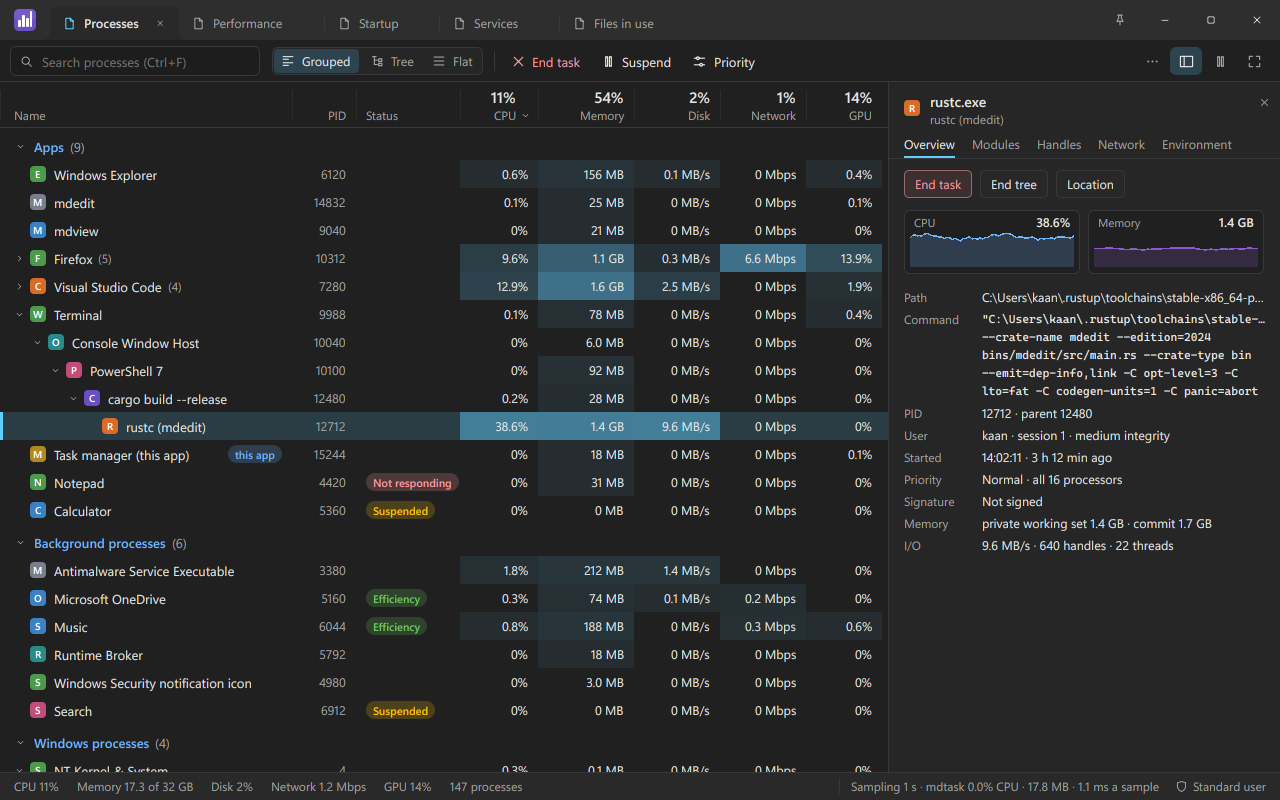 Processes × Performance Startup Services Files in use
Search processes (Ctrl+F) Grouped Tree Flat End task Suspend Priority
11% 54% 2% 1% 14%
Name PID Status CPU Memory Disk Network GPU
Apps (9)
E Windows Explorer 6120 0.6% 156 MB 0.1 MB/s 0 Mbps 0.4%
M mdedit 14832 0.1% 25 MB 0 MB/s 0 Mbps 0.1%
M mdview 9040 0% 21 MB 0 MB/s 0 Mbps 0%
F Firefox (5) 10312 9.6% 1.1 GB 0.3 MB/s 6.6 Mbps 13.9%
C Visual Studio Code (4) 7280 12.9% 1.6 GB 2.5 MB/s 0 Mbps 1.9%
W Terminal 9988 0.1% 78 MB 0 MB/s 0 Mbps 0.4%
O Console Window Host 10040 0% 6.0 MB 0 MB/s 0 Mbps 0%
P PowerShell 7 10100 0% 92 MB 0 MB/s 0 Mbps 0%
C cargo build --release 12480 0.2% 28 MB 0 MB/s 0 Mbps 0%
R rustc (mdedit) 12712 38.6% 1.4 GB 9.6 MB/s 0 Mbps 0%
M Task manager (this app) this app 15244 0% 18 MB 0 MB/s 0 Mbps 0.1%
N Notepad 4420 Not responding 0% 31 MB 0 MB/s 0 Mbps 0%
C Calculator 5360 Suspended 0% 0 MB 0 MB/s 0 Mbps 0%
Background processes (6)
M Antimalware Service Executable 3380 1.8% 212 MB 1.4 MB/s 0 Mbps 0%
O Microsoft OneDrive 5160 Efficiency 0.3% 74 MB 0.1 MB/s 0.2 Mbps 0%
S Music 6044 Efficiency 0.8% 188 MB 0 MB/s 0.3 Mbps 0.6%
R Runtime Broker 5792 0% 18 MB 0 MB/s 0 Mbps 0%
S Windows Security notification icon 4980 0% 3.0 MB 0 MB/s 0 Mbps 0%
S Search 6912 Suspended 0% 0 MB 0 MB/s 0 Mbps 0%
Windows processes (4)
S NT Kernel & System 4 0.3% 0.1 MB 0 MB/s 0 Mbps 0%
R rustc.exe
rustc (mdedit)
Overview Modules Handles Network Environment
End task End tree Location
CPU 38.6% Memory 1.4 GB
Path C:\Users\kaan\.rustup\toolchains\stable-x86_64-p...
Command "C:\Users\kaan\.rustup\toolchains\stable-…
--crate-name mdedit --edition=2024
bins/mdedit/src/main.rs --crate-type bin
--emit=dep-info,link -C opt-level=3 -C
lto=fat -C codegen-units=1 -C panic=abort
PID 12712 · parent 12480
User kaan · session 1 · medium integrity
Started 14:02:11 · 3 h 12 min ago
Priority Normal · all 16 processors
Signature Not signed
Memory private working set 1.4 GB · commit 1.7 GB
I/O 9.6 MB/s · 640 handles · 22 threads
CPU 11% Memory 17.3 of 32 GB Disk 2% Network 1.2 Mbps GPU 14% 147 processes Sampling 1 s · mdtask 0.0% CPU · 17.8 MB · 1.1 ms a sample Standard user